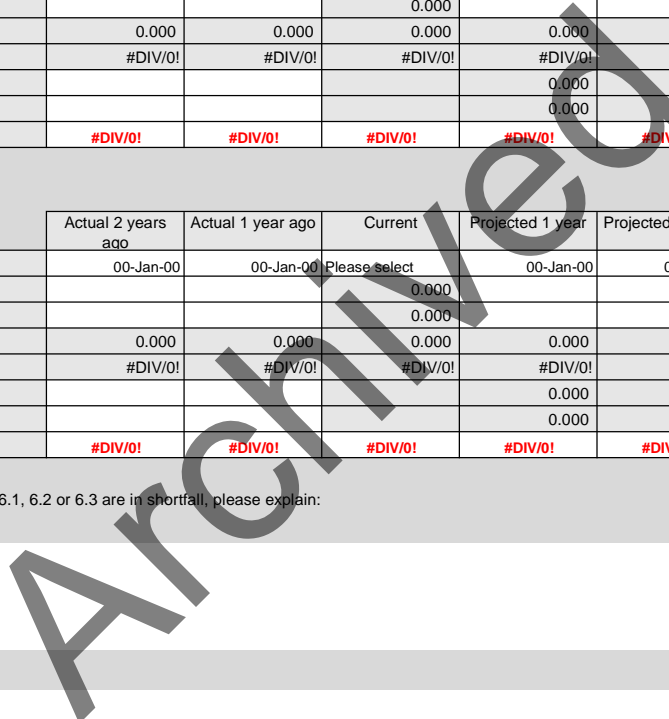 0.000
0.000 0.000 0.000 0.000
#DIV/0! #DIV/0! #DIV/0! #DIV/0!
0.000
0.000
#DIV/0! #DIV/0! #DIV/0! #DIV/0! #DIV
Actual 2 years ago Actual 1 year ago Current Projected 1 year Projected
00-Jan-00 00-Jan-00 Please select 00-Jan-00 0
0.000
0.000
0.000 0.000 0.000 0.000
#DIV/0! #DIV/0! #DIV/0! #DIV/0!
0.000
0.000
#DIV/0! #DIV/0! #DIV/0! #DIV/0! #DIV
6.1, 6.2 or 6.3 are in shortfall, please explain:
Archived